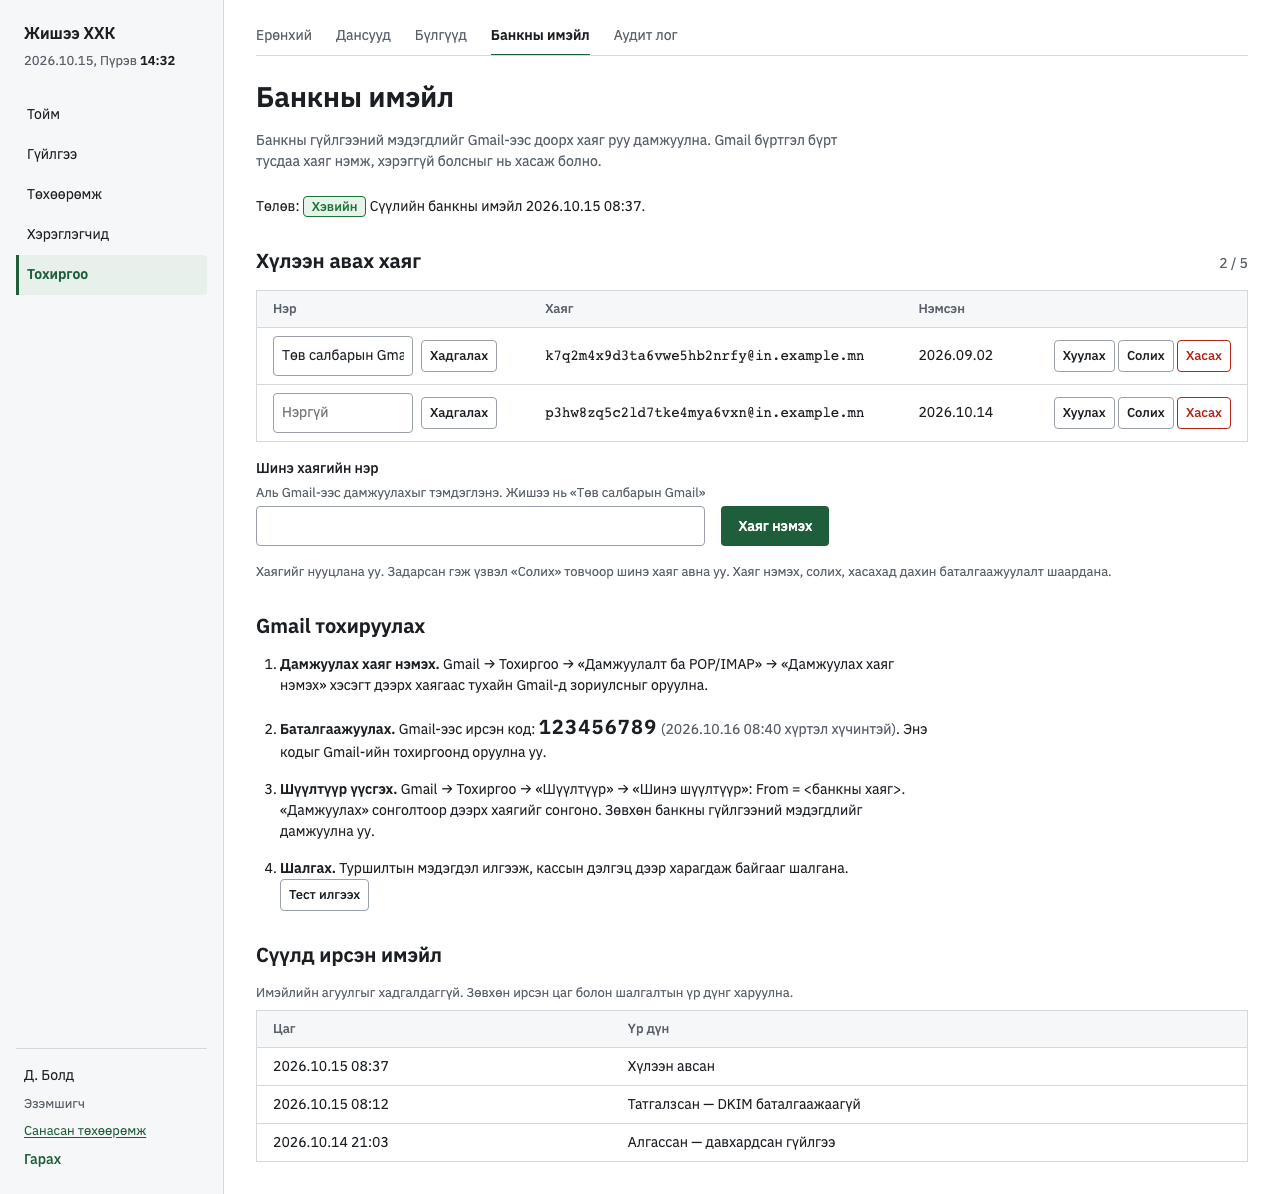 Жишээ ХХК
2026.10.15, Пүрэв 14:32
Тойм
Гүйлгээ
Төхөөрөмж
Хэрэглэгчид
Тохиргоо
Д. Болд
Эзэмшигч
Санасан төхөөрөмж
Гарах
Ерөнхий Дансууд Бүлгүүд Банкны имэйл Аудит лог
Банкны имэйл
Банкны гүйлгээний мэдэгдлийг Gmail-ээс доорх хаяг руу дамжуулна. Gmail бүртгэл бүрт
тусдаа хаяг нэмж, хэрэггүй болсныг нь хасаж болно.
Төлөв: Хэвийн Сүүлийн банкны имэйл 2026.10.15 08:37.
Хүлээн авах хаяг 2 / 5
Нэр Хаяг Нэмсэн
Төв салбарын Gma Хадгалах k7q2m4x9d3ta6vwe5hb2nrfy@in.example.mn 2026.09.02 Хуулах Солих Хасах
Нэргүй Хадгалах p3hw8zq5c2ld7tke4mya6vxn@in.example.mn 2026.10.14 Хуулах Солих Хасах
Шинэ хаягийн нэр
Аль Gmail-ээс дамжуулахыг тэмдэглэнэ. Жишээ нь «Төв салбарын Gmail»
Хаяг нэмэх
Хаягийг нууцлана уу. Задарсан гэж үзвэл «Солих» товчоор шинэ хаяг авна уу. Хаяг нэмэх, солих, хасахад дахин баталгаажуулалт шаардана.
Gmail тохируулах
1. Дамжуулах хаяг нэмэх. Gmail → Тохиргоо → «Дамжуулалт ба POP/IMAP» → «Дамжуулах хаяг
нэмэх» хэсэгт дээрх хаягаас тухайн Gmail-д зориулсныг оруулна.
2. Баталгаажуулах. Gmail-ээс ирсэн код: 123456789 (2026.10.16 08:40 хүртэл хүчинтэй). Энэ
кодыг Gmail-ийн тохиргоонд оруулна уу.
3. Шүүлтүүр үүсгэх. Gmail → Тохиргоо → «Шүүлтүүр» → «Шинэ шүүлтүүр»: From = <банкны хаяг>.
«Дамжуулах» сонголтоор дээрх хаягийг сонгоно. Зөвхөн банкны гүйлгээний мэдэгдлийг
дамжуулна уу.
4. Шалгах. Туршилтын мэдэгдэл илгээж, кассын дэлгэц дээр харагдаж байгааг шалгана.
Тест илгээх
Сүүлд ирсэн имэйл
Имэйлийн агуулгыг хадгалдаггүй. Зөвхөн ирсэн цаг болон шалгалтын үр дүнг харуулна.
Цаг Үр дүн
2026.10.15 08:37 Хүлээн авсан
2026.10.15 08:12 Татгалзсан — DKIM баталгаажаагүй
2026.10.14 21:03 Алгассан — давхардсан гүйлгээ